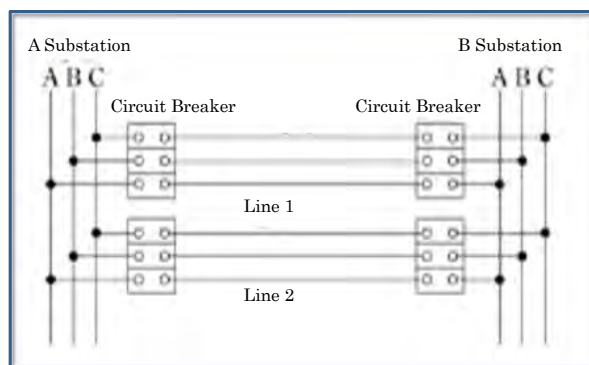 A Substation B Substation
A B C A B C
Circuit Breaker Circuit Breaker
Line 1
Line 2